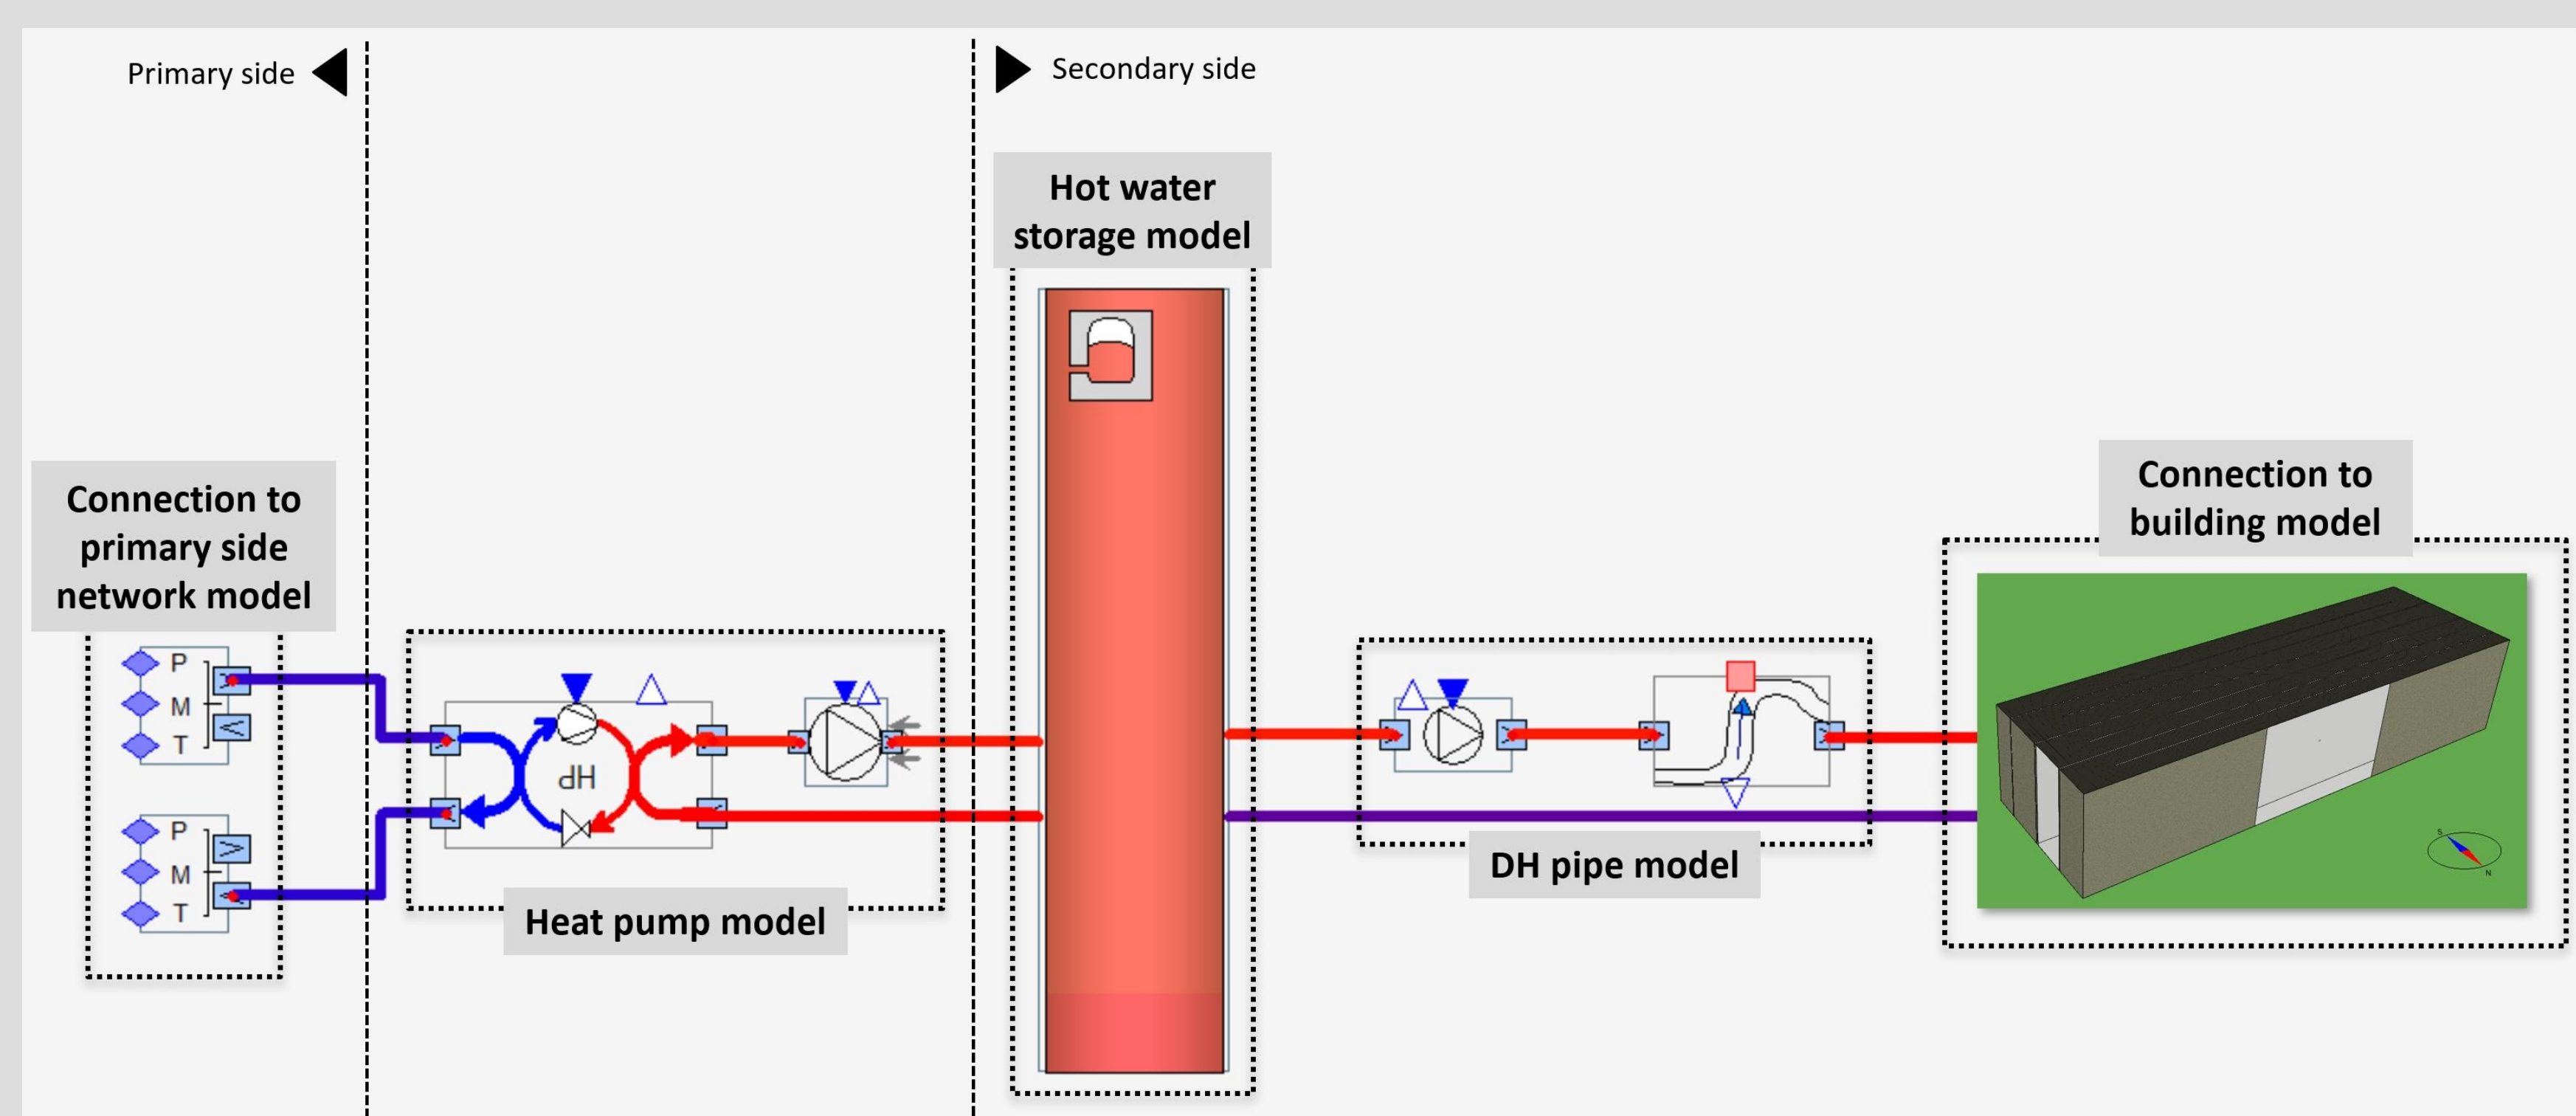 Primary side
Secondary side
Hot water
storage model
Connection to
primary side
network model
P
M
T
P
M
T
HP
Heat pump model
DH pipe model
Connection to
building model
S
N